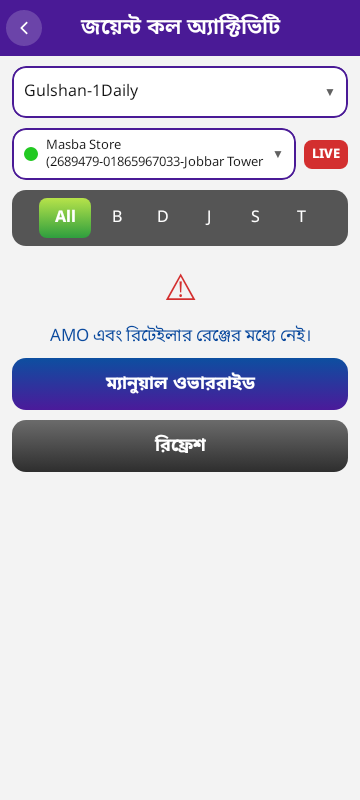 জয়েন্ট কল অ্যাক্টিভিটি
Gulshan-1Daily
Masba Store
(2689479-01865967033-Jobbar Tower
LIVE
All B D J S T
AMO এবং রিটেইলার রেঞ্জের মধ্যে নেই।
ম্যানুয়াল ওভাররাইড
রিফ্রেশ